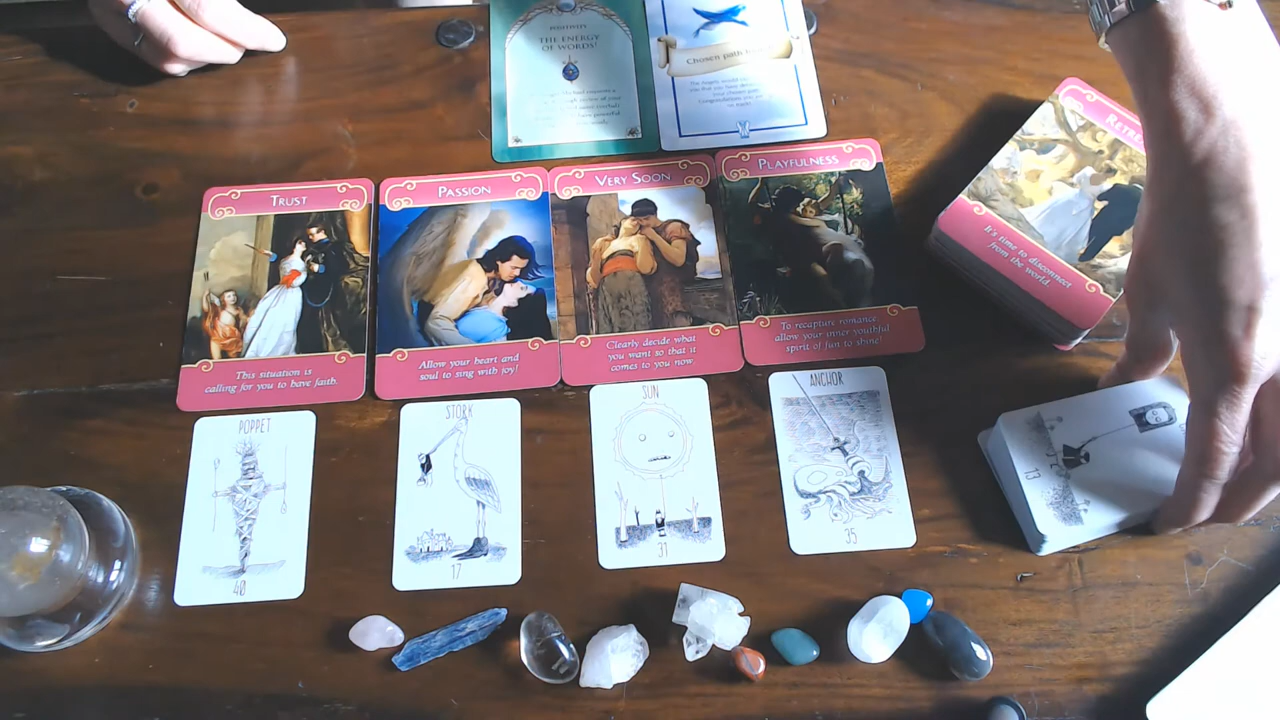 POSITIVITY
THE ENERGY
OF WORDS!
Chosen path
TRUST
This situation is
calling for you to have faith.
PASSION
Allow your heart and
soul to sing with joy!
VERY SOON
Clearly decide what
you want so that it
comes to you now
PLAYFULNESS
To recapture romance,
allow your inner youthful
spirit of fun to shine!
RETRE
It's time to disconnect
from the world.
POPPET
40
STORK
17
SUN
31
ANCHOR
35
13